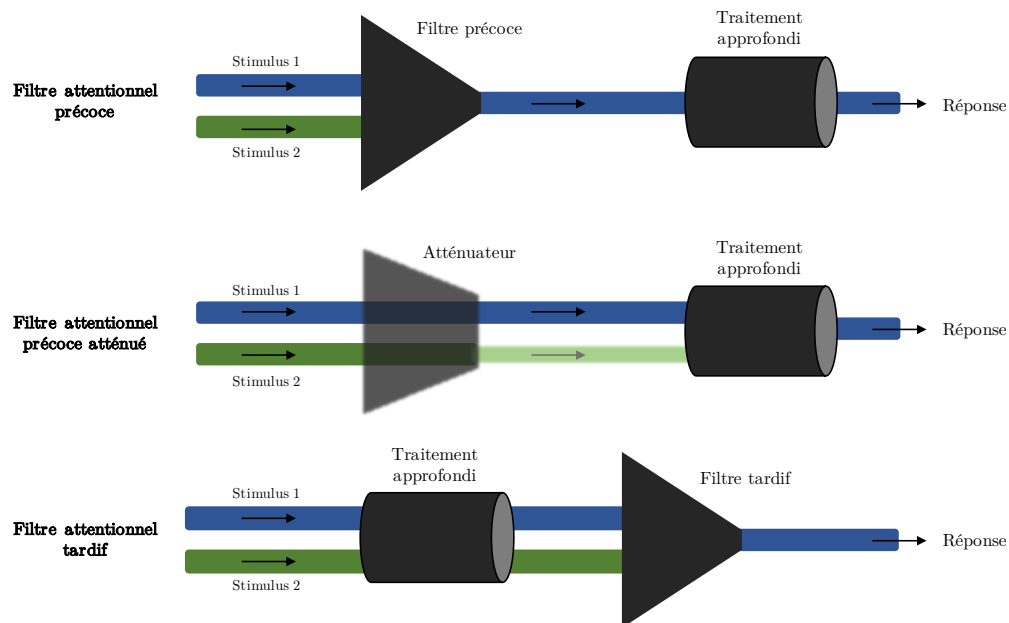 Filtre attentionnel
précoce
Stimulus 1
Stimulus 2
Filtre précoce
Traitement
approfondi
Réponse
Filtre attentionnel
précoce atténué
Stimulus 1
Stimulus 2
Atténuateur
Traitement
approfondi
Réponse
Filtre attentionnel
tardif
Stimulus 1
Stimulus 2
Traitement
approfondi
Filtre tardif
Réponse